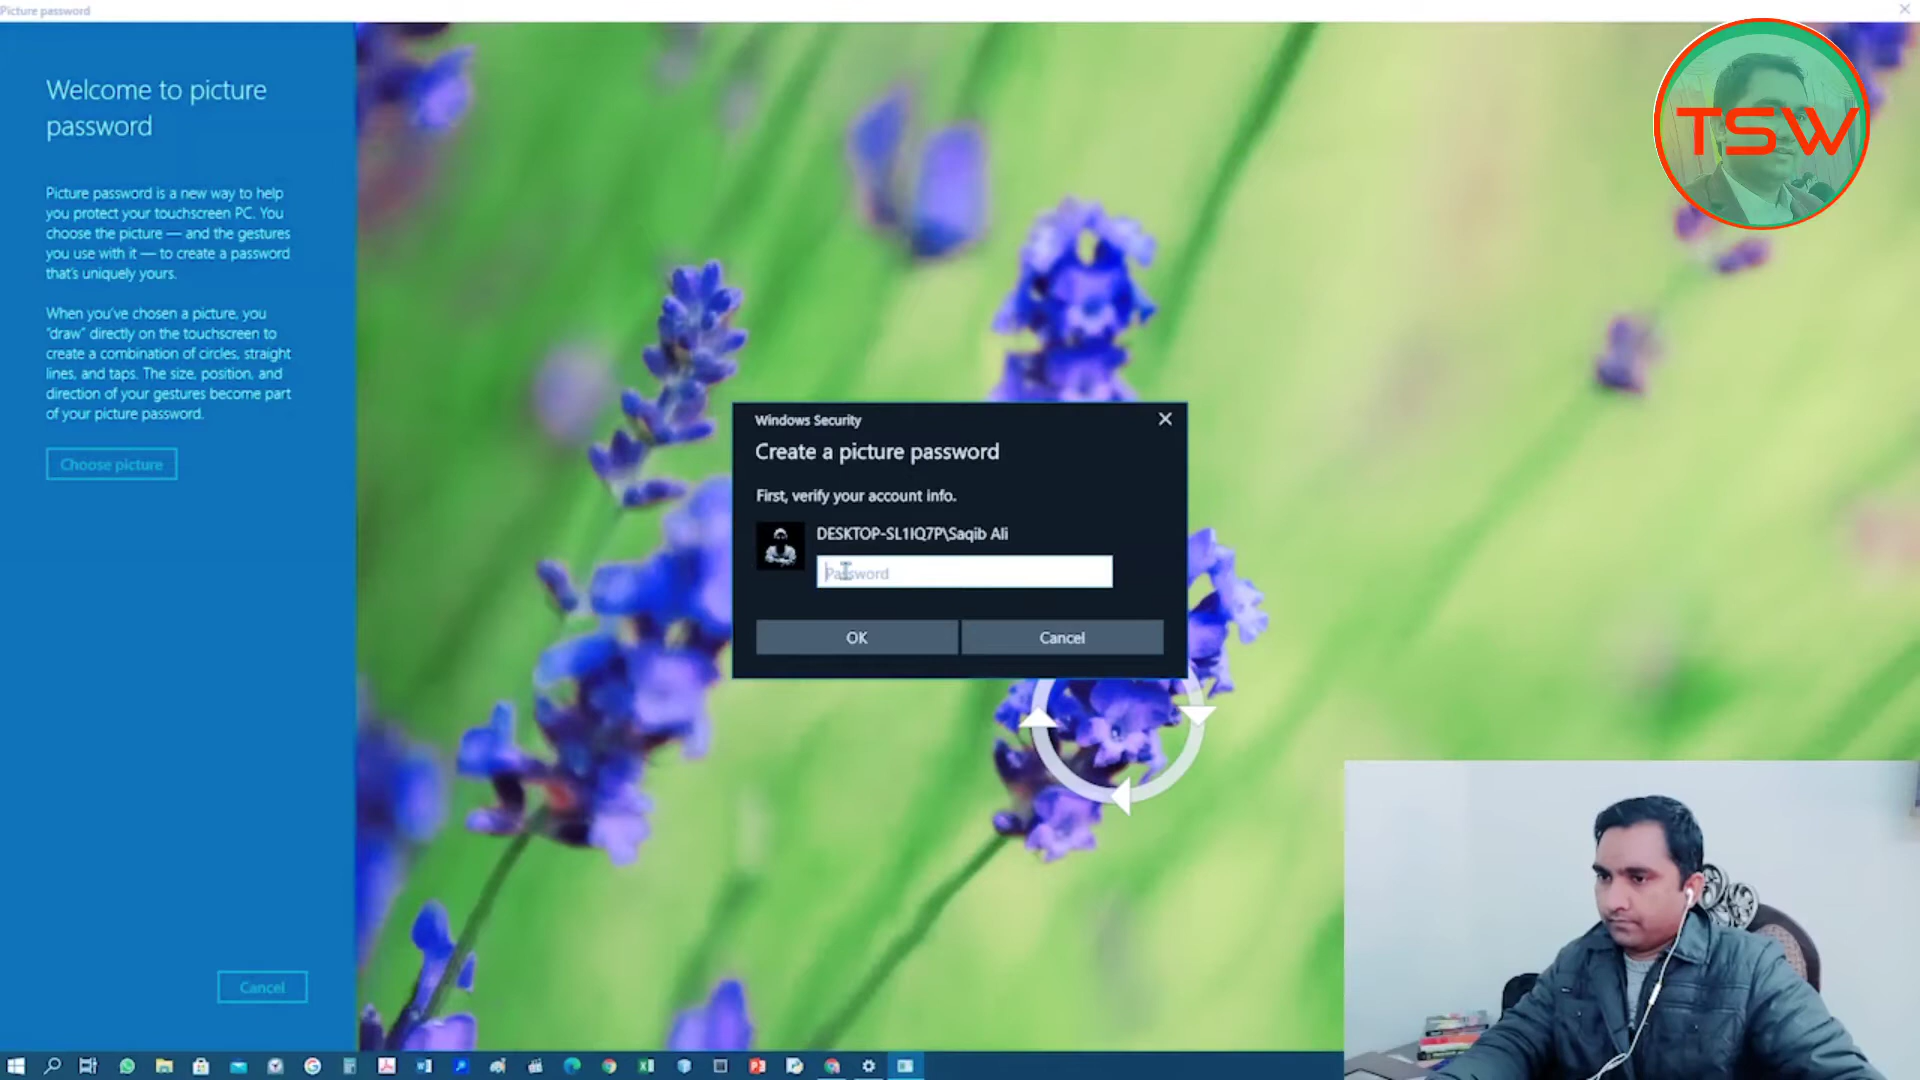 Picture password
TSW
Welcome to picture
password
Picture password is a new way to help
you protect your touchscreen PC. You
choose the picture — and the gestures
you use with it — to create a password
that's uniquely yours.
When you've chosen a picture, you
“draw” directly on the touchscreen to
create a combination of circles, straight
lines, and taps. The size, position, and
direction of your gestures become part
of your picture password.
Choose picture
Windows Security
Create a picture password
First, verify your account info.
DESKTOP-SL1IQ7P\Saqib Ali
Password
OK
Cancel
Cancel